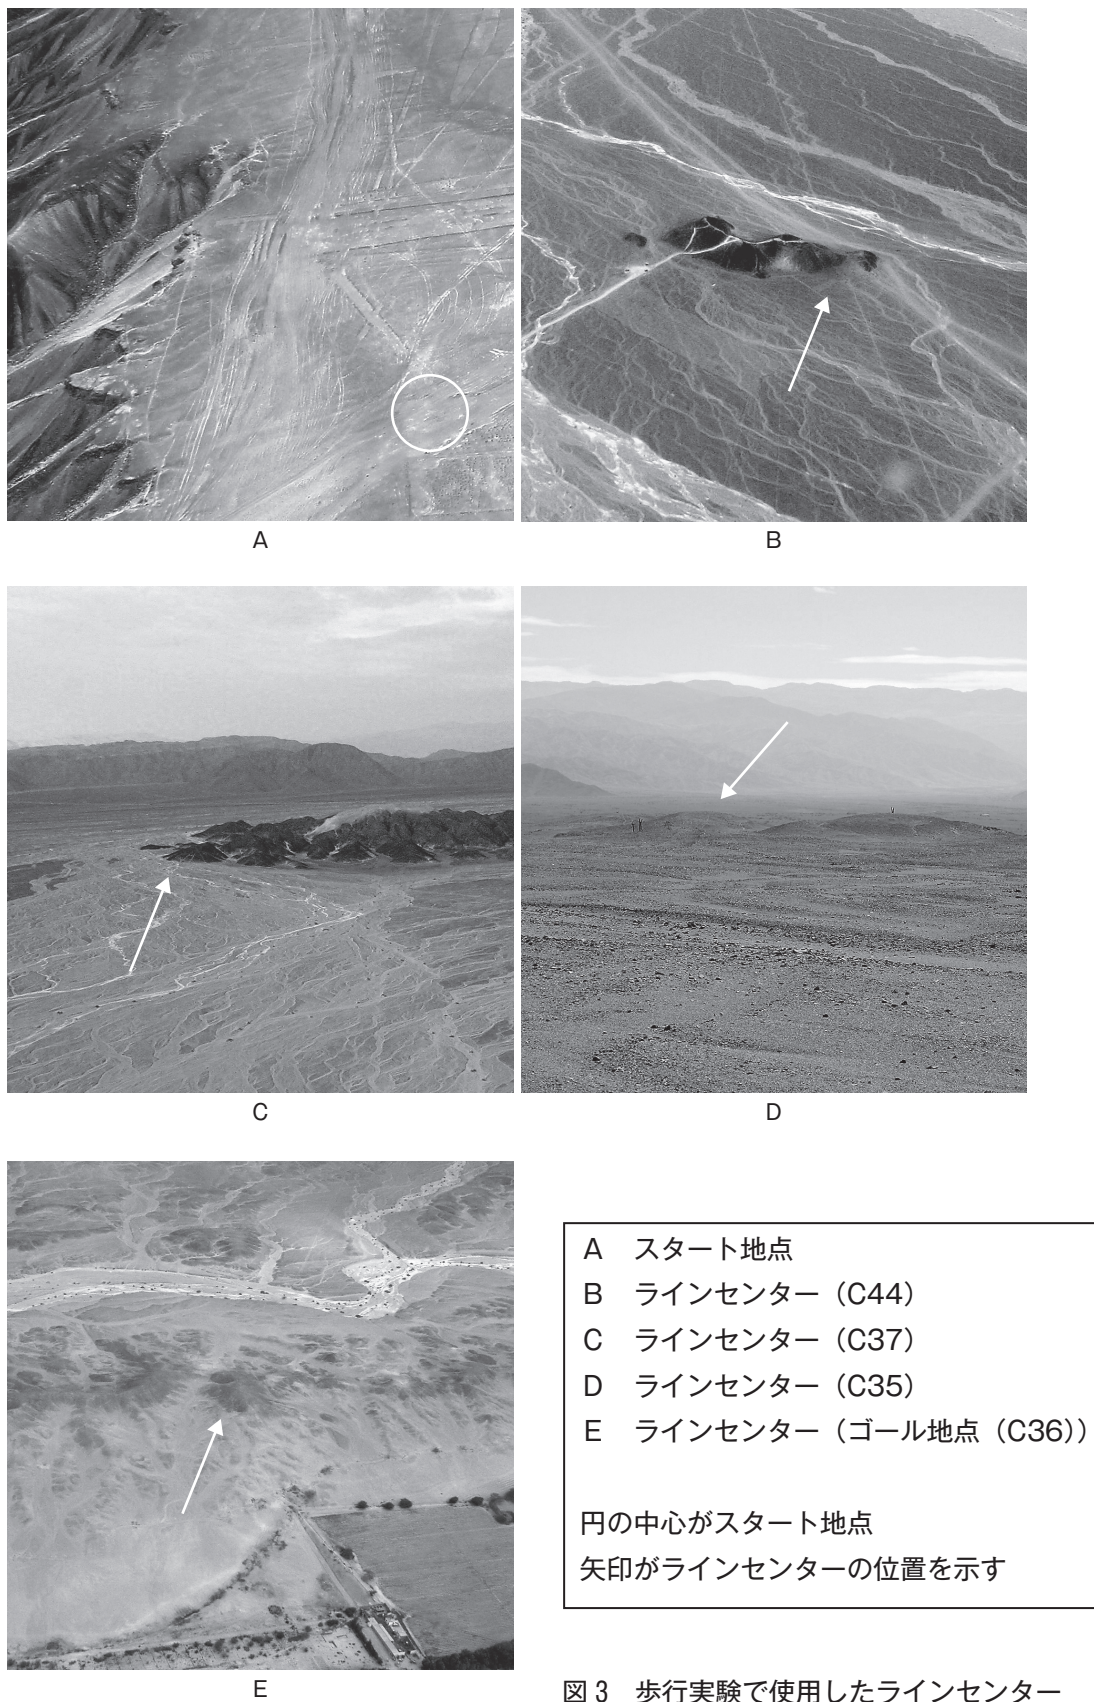 A
B
C
D
E
A スタート地点
B ラインセンター（C44）
C ラインセンター（C37）
D ラインセンター（C35）
E ラインセンター（ゴール地点（C36））
円の中心がスタート地点
矢印がラインセンターの位置を示す
図3 歩行実験で使用したラインセンター